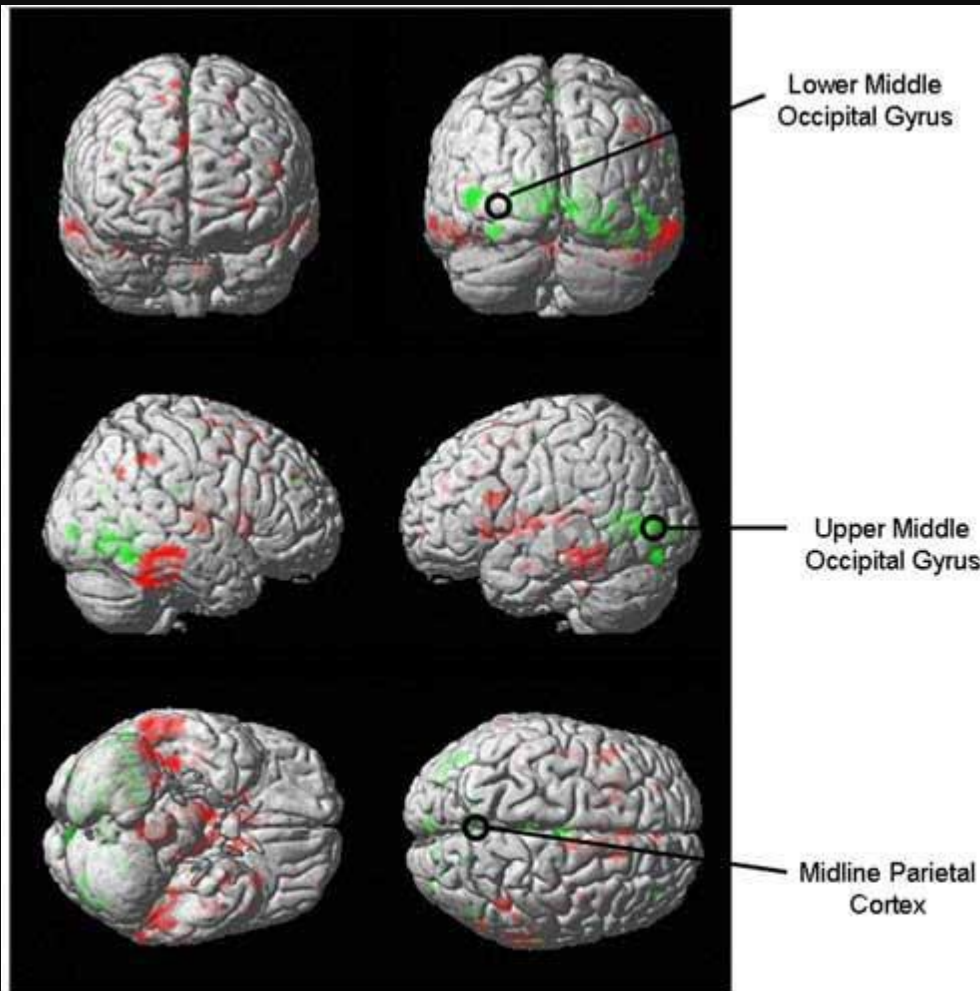 Lower Middle
Occipital Gyrus
Upper Middle
Occipital Gyrus
Midline Parietal
Cortex